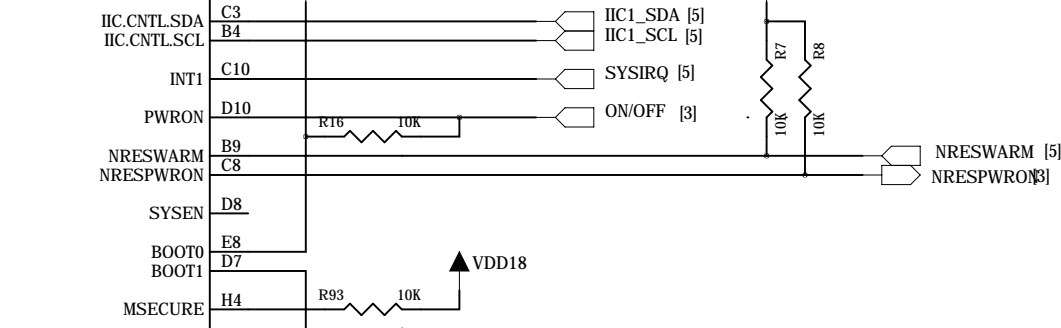 IIC.CNTL.SDA C3 IIC1_SDA [5]
IIC.CNTL.SCL B4 IIC1_SCL [5]
R7 R8
INT1 C10 SYSIRQ [5]
PWRON D10 ON/OFF [3]
R16 10K 10K 10K
NRESWARM B9 NRESWARM [5]
NRESPWRON C8 NRESPWRON[3]
SYSEN D8
BOOT0 E8
BOOT1 D7 VDD18
R93 10K
MSECURE H4